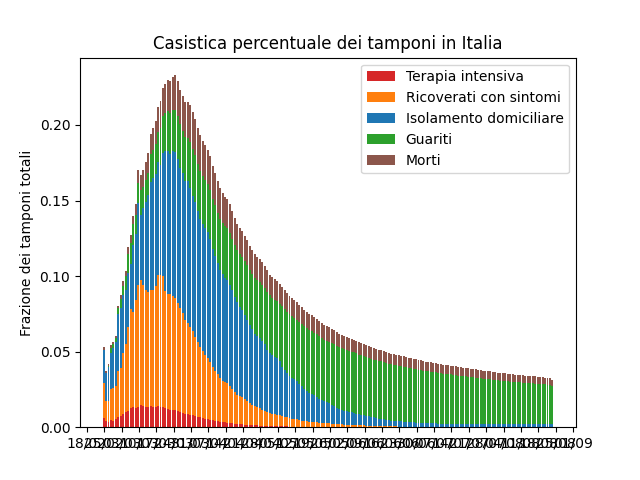 Casistica percentuale dei tamponi in Italia
Terapia intensiva
Ricoverati con sintomi
Isolamento domiciliare
Guariti
Morti
Frazione dei tamponi totali
0.20
0.15
0.10
0.05
0.00